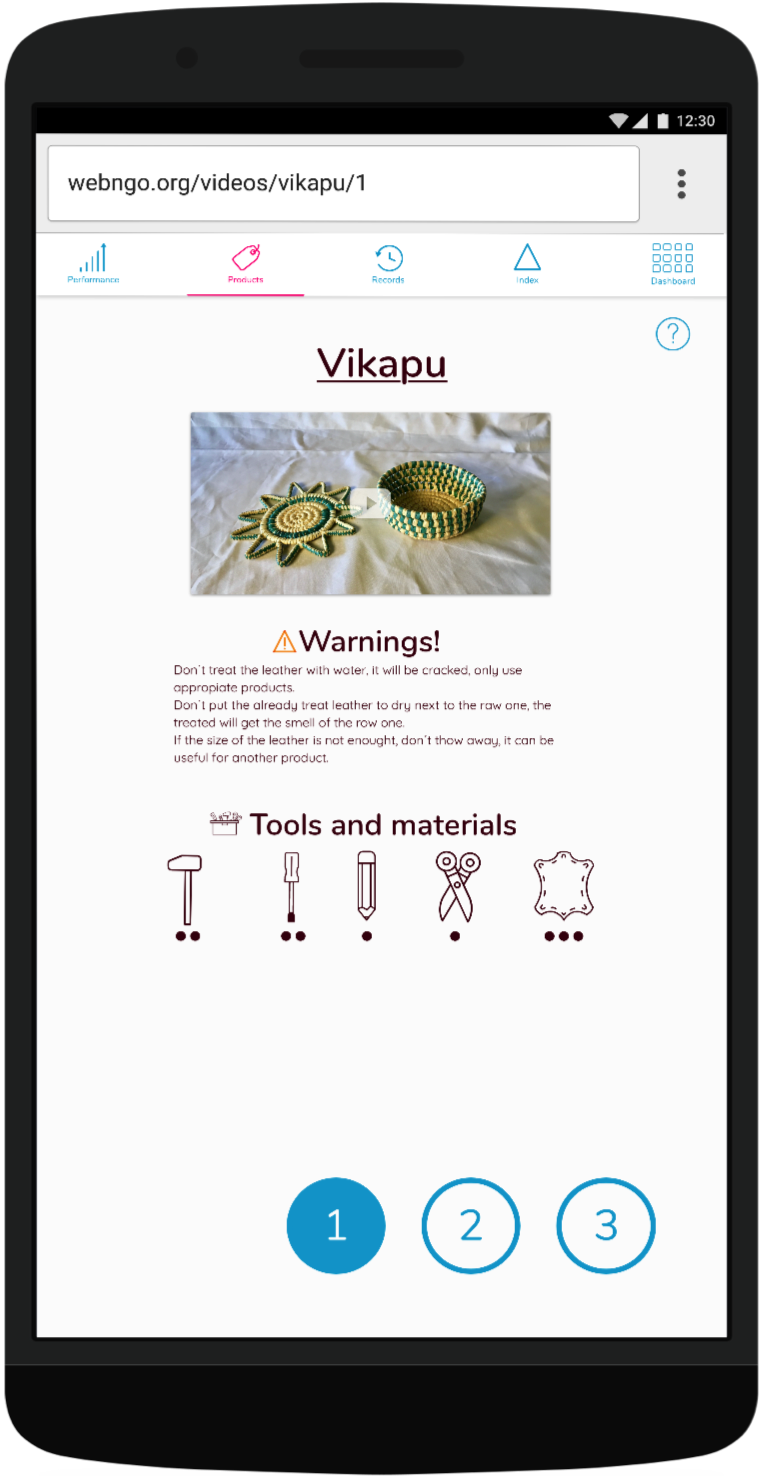 12:30
webngo.org/videos/vikapu/1
Performance Products Records Index Dashboard
?
Vikapu
Warnings!
Don´t treat the leather with water, it will be cracked, only use
appropiate products.
Don´t put the already treat leather to dry next to the raw one, the
treated will get the smell of the row one.
If the size of the leather is not enought, don´t thow away, it can be
useful for another product.
Tools and materials
1 2 3